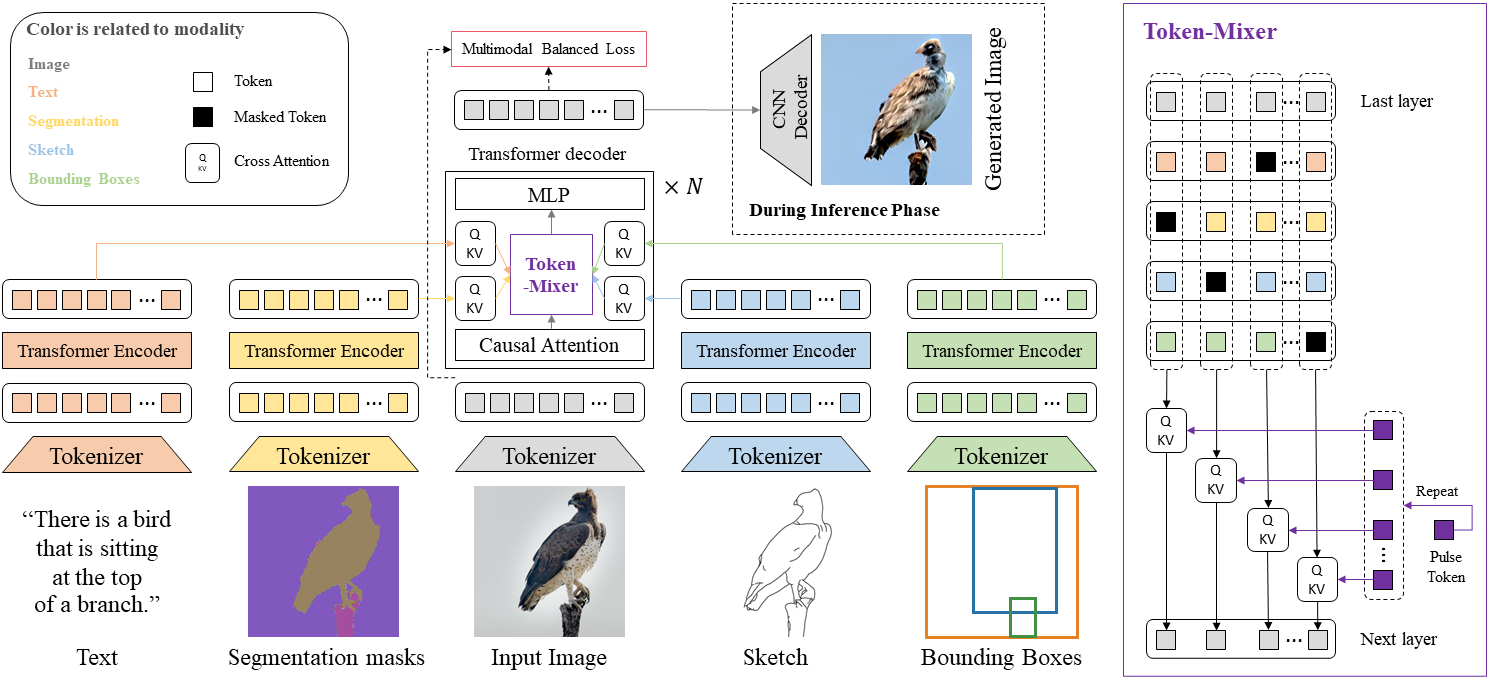 Color is related to modality
Image
Text
Segmentation
Sketch
Bounding Boxes
Token
Masked Token
Q
KV
Cross Attention
Multimodal Balanced Loss
...
Transformer decoder
× N
MLP
Q
KV
Q
KV
Token
-Mixer
Q
KV
Q
KV
Causal Attention
CNN
Decoder
Generated Image
During Inference Phase
...
...
...
...
Transformer Encoder
Transformer Encoder
Transformer Encoder
Transformer Encoder
...
...
...
...
...
Tokenizer
Tokenizer
Tokenizer
Tokenizer
Tokenizer
“There is a bird
that is sitting
at the top
of a branch.”
Text
Segmentation masks
Input Image
Sketch
Bounding Boxes
Token-Mixer
...
Last layer
...
...
...
...
Q
KV
Q
KV
Q
KV
Q
KV
Repeat
...
Pulse
Token
...
Next layer